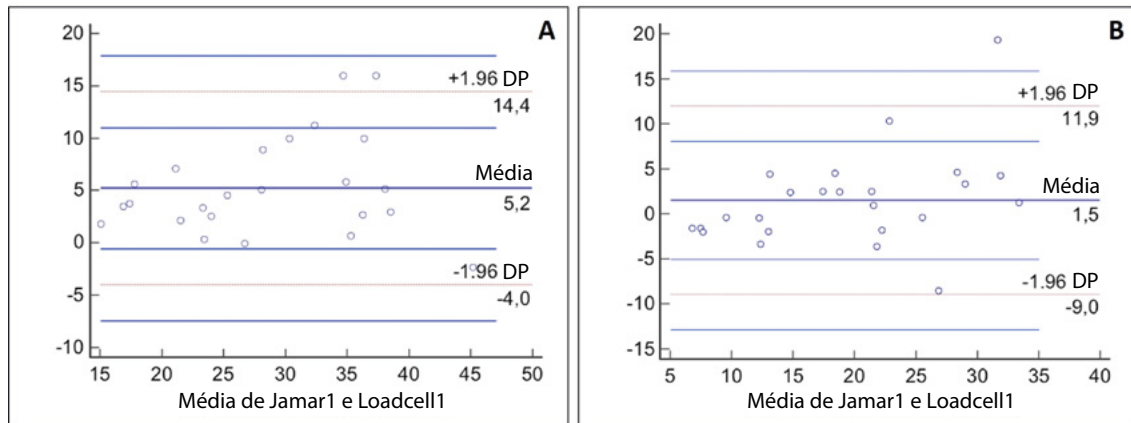 A
20
15
10
5
0
-5
-10
+1.96 DP
14,4
Média
5,2
-1.96 DP
-4,0
15 20 25 30 35 40 45 50
Média de Jamar1 e Loadcell1
B
20
15
10
5
0
-5
-10
-15
+1.96 DP
11,9
Média
1,5
-1.96 DP
-9,0
5 10 15 20 25 30 35 40
Média de Jamar1 e Loadcell1